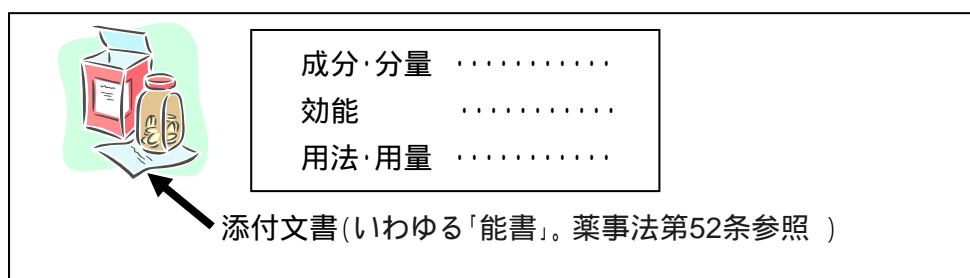 成分・分量 ・・・・・・・・・・・
効能 ・・・・・・・・・・・
用法・用量 ・・・・・・・・・・・
添付文書(いわゆる「能書」。薬事法第52条参照 )